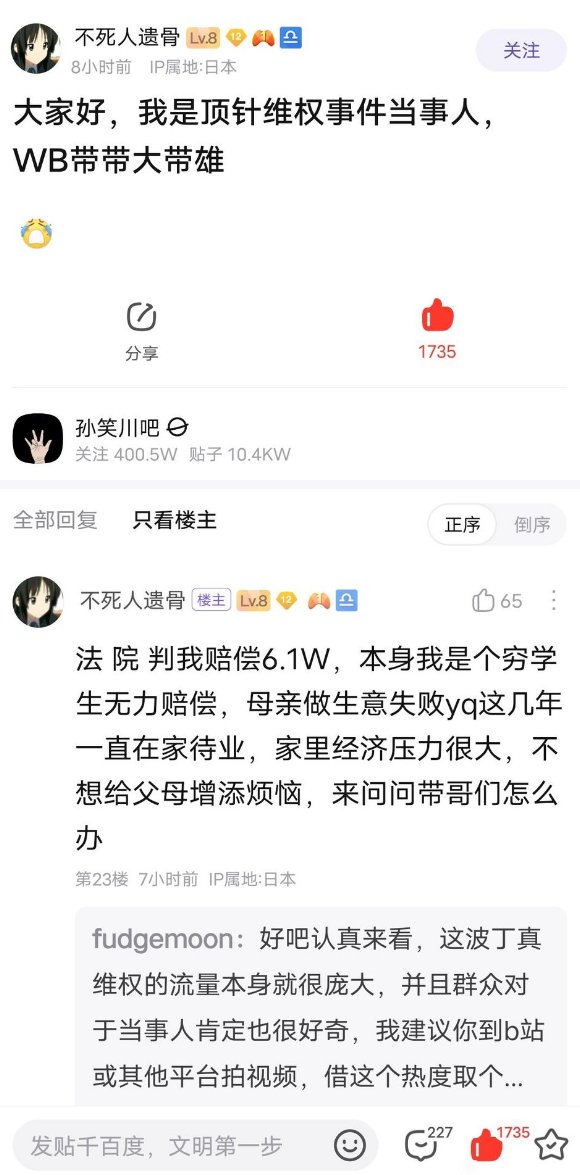 不死人遗骨 Lv.8 12
8小时前 IP属地:日本
关注
大家好，我是顶针维权事件当事人，
WB带带大带雄
分享
1735
孙笑川吧
关注 400.5W 贴子 10.4KW
全部回复 只看楼主 正序 倒序
不死人遗骨 楼主 Lv.8 12 65
法 院 判我赔偿6.1W，本身我是个穷学
生无力赔偿，母亲做生意失败yq这几年
一直在家待业，家里经济压力很大，不
想给父母增添烦恼，来问问带哥们怎么
办
第23楼 7小时前 IP属地:日本
fudgemoon：好吧认真来看，这波丁真
维权的流量本身就很庞大，并且群众对
于当事人肯定也很好奇，我建议你到b站
或其他平台拍视频，借这个热度取个...
发贴千百度，文明第一步 227 1735